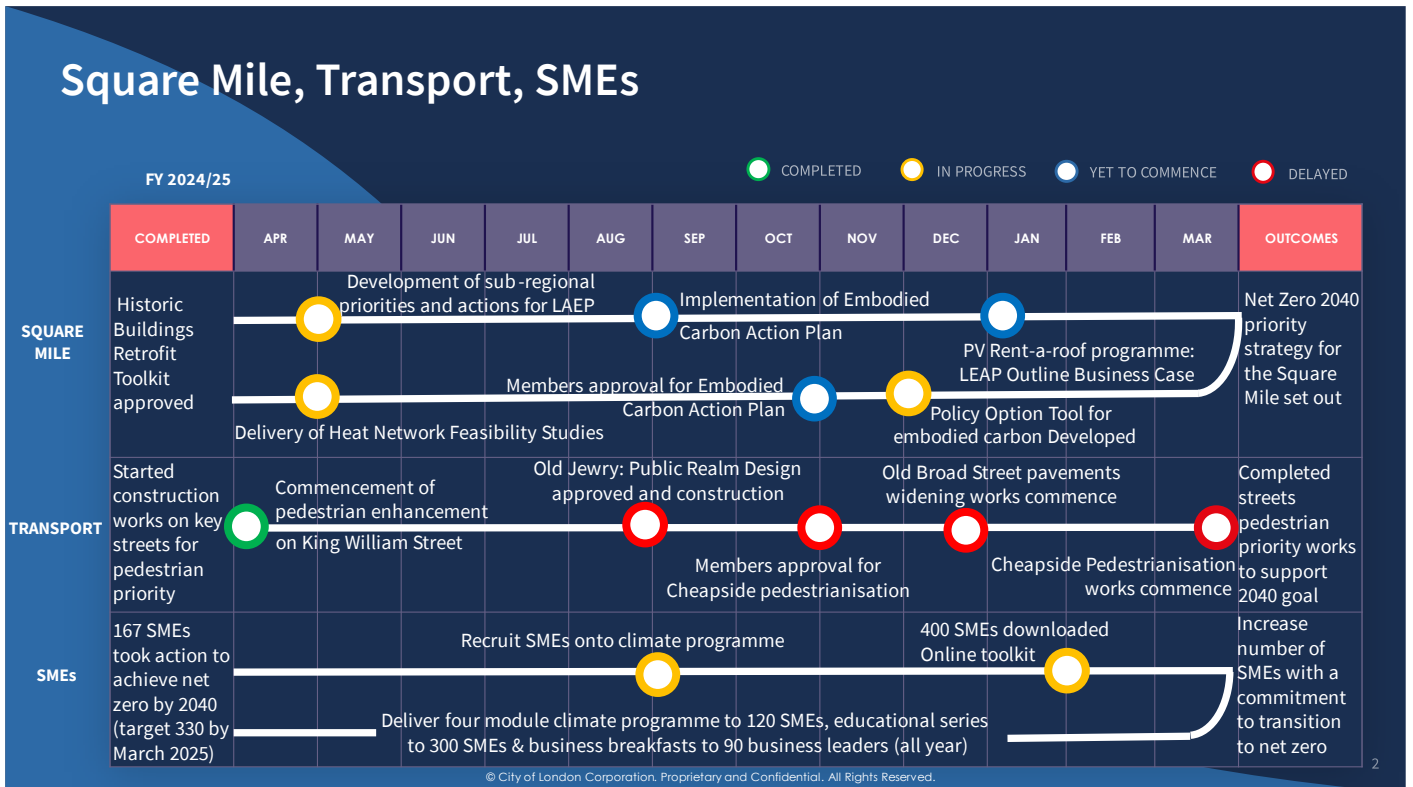 Square Mile, Transport, SMEs
FY 2024/25
COMPLETED
IN PROGRESS
YET TO COMMENCE
DELAYED
COMPLETED
APR
MAY
JUN
JUL
AUG
SEP
OCT
NOV
DEC
JAN
FEB
MAR
OUTCOMES
SQUARE
MILE
Historic
Buildings
Retrofit
Toolkit
approved
Development of sub-regional
priorities and actions for LAEP
Implementation of Embodied
Carbon Action Plan
PV Rent-a-roof programme:
LEAP Outline Business Case
Members approval for Embodied
Carbon Action Plan
Policy Option Tool for
embodied carbon Developed
Delivery of Heat Network Feasibility Studies
Net Zero 2040
priority
strategy for
the Square
Mile set out
TRANSPORT
Started
construction
works on key
streets for
pedestrian
priority
Commencement of
pedestrian enhancement
on King William Street
Old Jewry: Public Realm Design
approved and construction
Members approval for
Cheapside pedestrianisation
Old Broad Street pavements
widening works commence
Cheapside Pedestrianisation
works commence
Completed
streets
pedestrian
priority works
to support
2040 goal
SMEs
167 SMEs
took action to
achieve net
zero by 2040
(target 330 by
March 2025)
Recruit SMEs onto climate programme
400 SMEs downloaded
Online toolkit
Deliver four module climate programme to 120 SMEs, educational series
to 300 SMEs & business breakfasts to 90 business leaders (all year)
Increase
number of
SMEs with a
commitment
to transition
to net zero
© City of London Corporation. Proprietary and Confidential. All Rights Reserved.
2